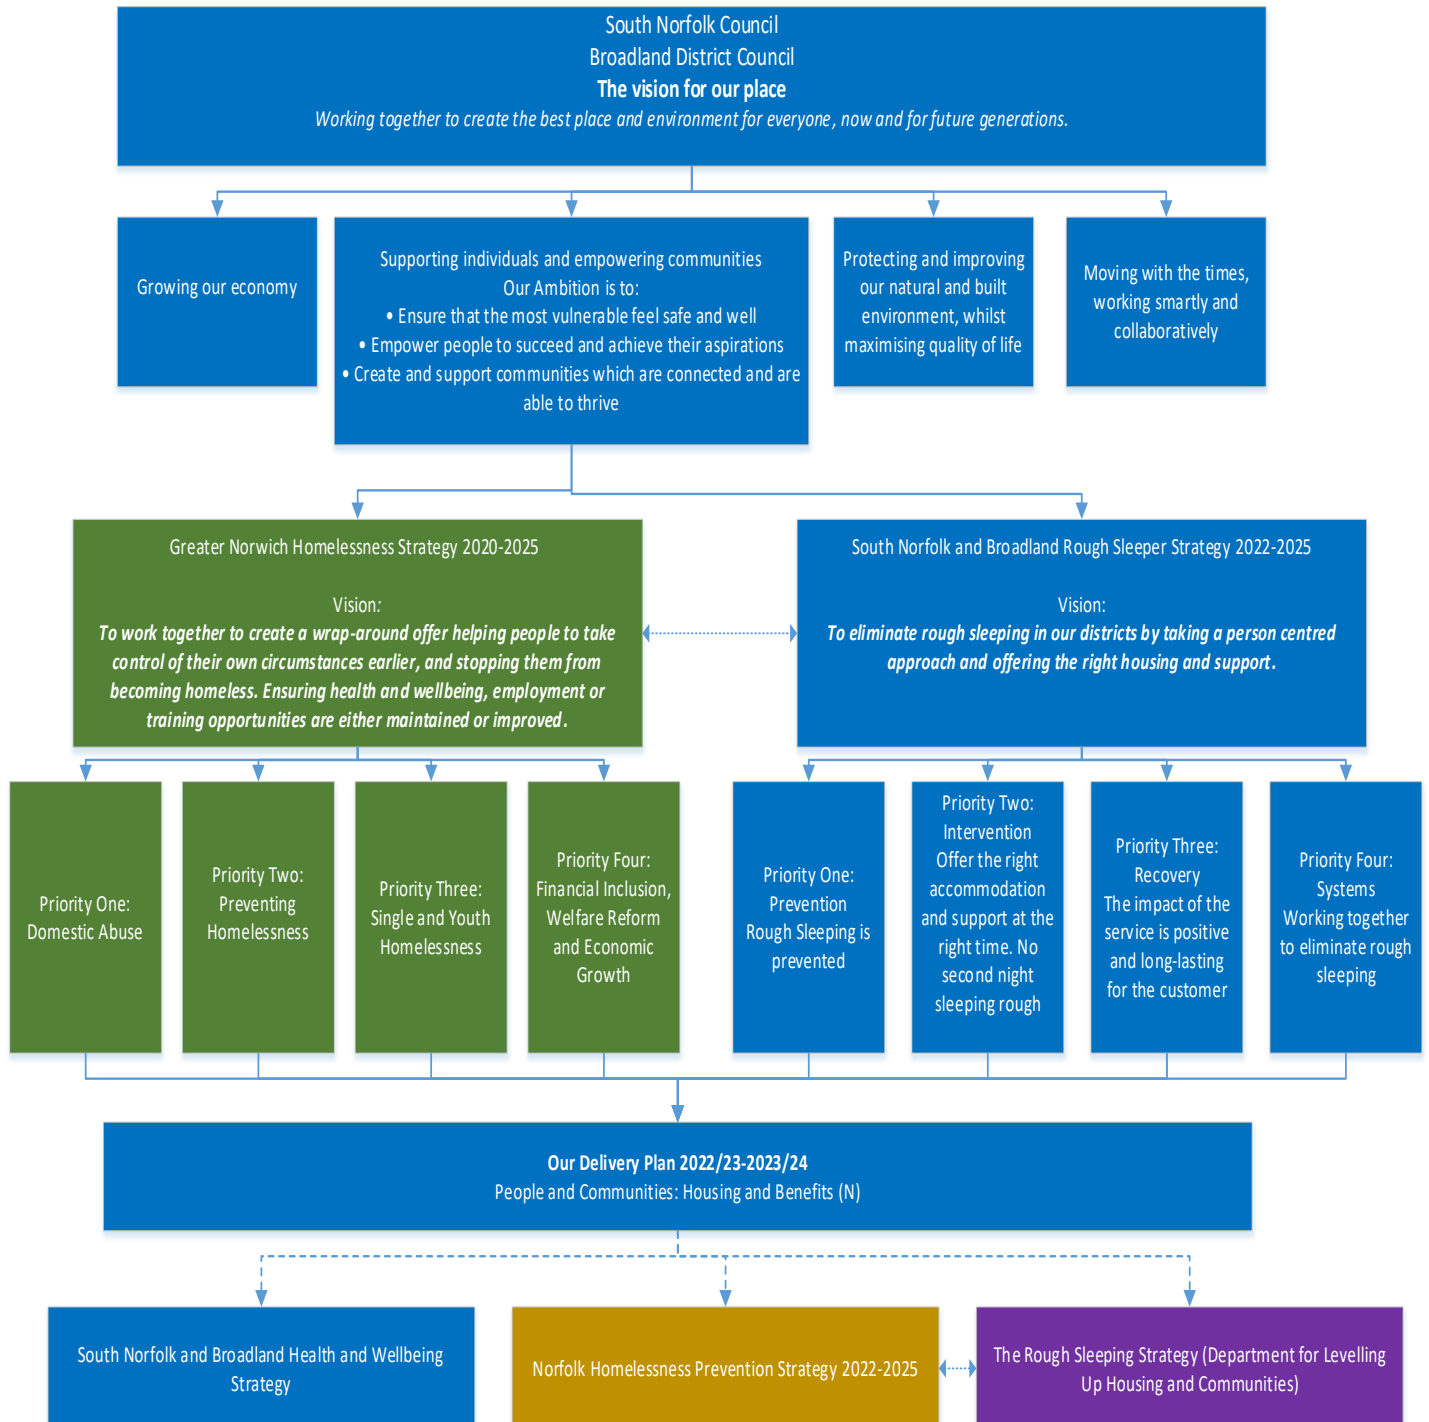 South Norfolk Council
Broadland District Council
The vision for our place
Working together to create the best place and environment for everyone, now and for future generations.
Growing our economy
Supporting individuals and empowering communities
Our Ambition is to:
• Ensure that the most vulnerable feel safe and well
• Empower people to succeed and achieve their aspirations
• Create and support communities which are connected and are
able to thrive
Protecting and improving
our natural and built
environment, whilst
maximising quality of life
Moving with the times,
working smartly and
collaboratively
Greater Norwich Homelessness Strategy 2020-2025
Vision:
To work together to create a wrap-around offer helping people to take
control of their own circumstances earlier, and stopping them from
becoming homeless. Ensuring health and wellbeing, employment or
training opportunities are either maintained or improved.
South Norfolk and Broadland Rough Sleeper Strategy 2022-2025
Vision:
To eliminate rough sleeping in our districts by taking a person centred
approach and offering the right housing and support.
Priority One:
Domestic Abuse
Priority Two:
Preventing
Homelessness
Priority Three:
Single and Youth
Homelessness
Priority Four:
Financial Inclusion,
Welfare Reform
and Economic
Growth
Priority One:
Prevention
Rough Sleeping is
prevented
Priority Two:
Intervention
Offer the right
accommodation
and support at the
right time. No
second night
sleeping rough
Priority Three:
Recovery
The impact of the
service is positive
and long-lasting
for the customer
Priority Four:
Systems
Working together
to eliminate rough
sleeping
Our Delivery Plan 2022/23-2023/24
People and Communities: Housing and Benefits (N)
South Norfolk and Broadland Health and Wellbeing
Strategy
Norfolk Homelessness Prevention Strategy 2022-2025
The Rough Sleeping Strategy (Department for Levelling
Up Housing and Communities)